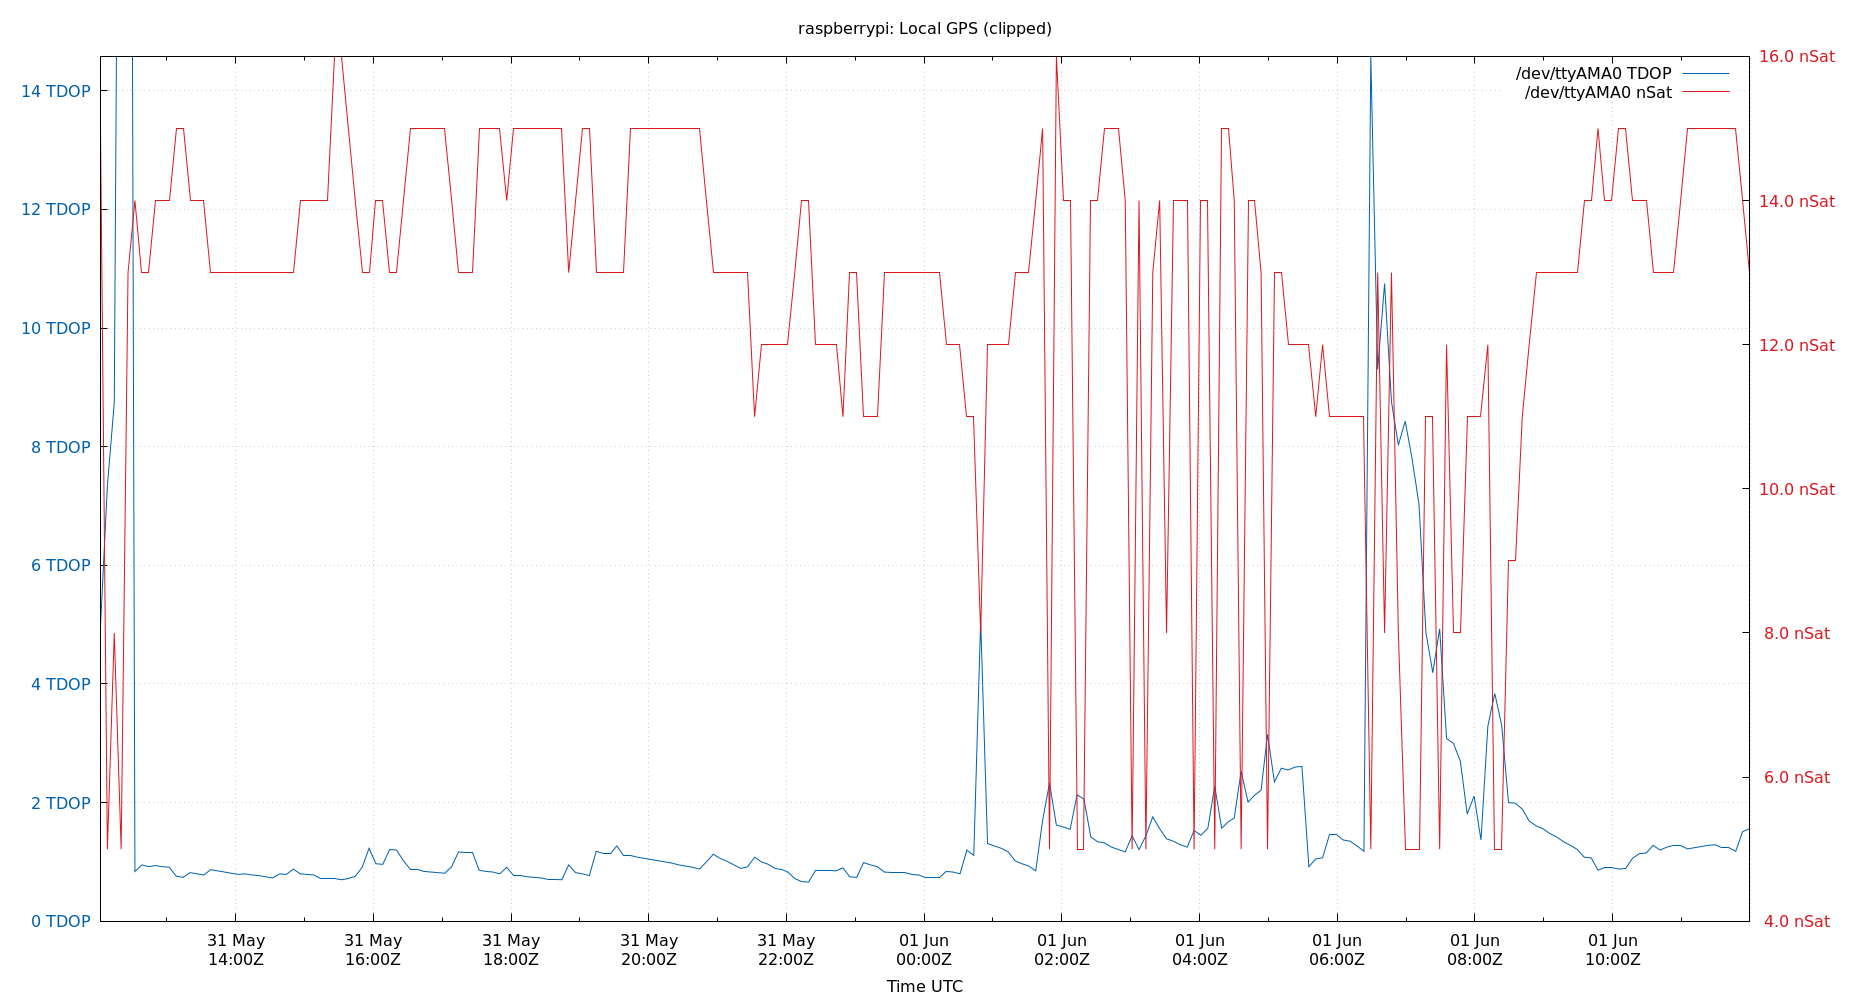 raspberrypi: Local GPS (clipped)
/dev/ttyAMA0 TDOP
/dev/ttyAMA0 nSat
14 TDOP
12 TDOP
10 TDOP
8 TDOP
6 TDOP
4 TDOP
2 TDOP
0 TDOP
16.0 nSat
14.0 nSat
12.0 nSat
10.0 nSat
8.0 nSat
6.0 nSat
4.0 nSat
31 May
14:00Z
31 May
16:00Z
31 May
18:00Z
31 May
20:00Z
31 May
22:00Z
01 Jun
00:00Z
01 Jun
02:00Z
01 Jun
04:00Z
01 Jun
06:00Z
01 Jun
08:00Z
01 Jun
10:00Z
Time UTC